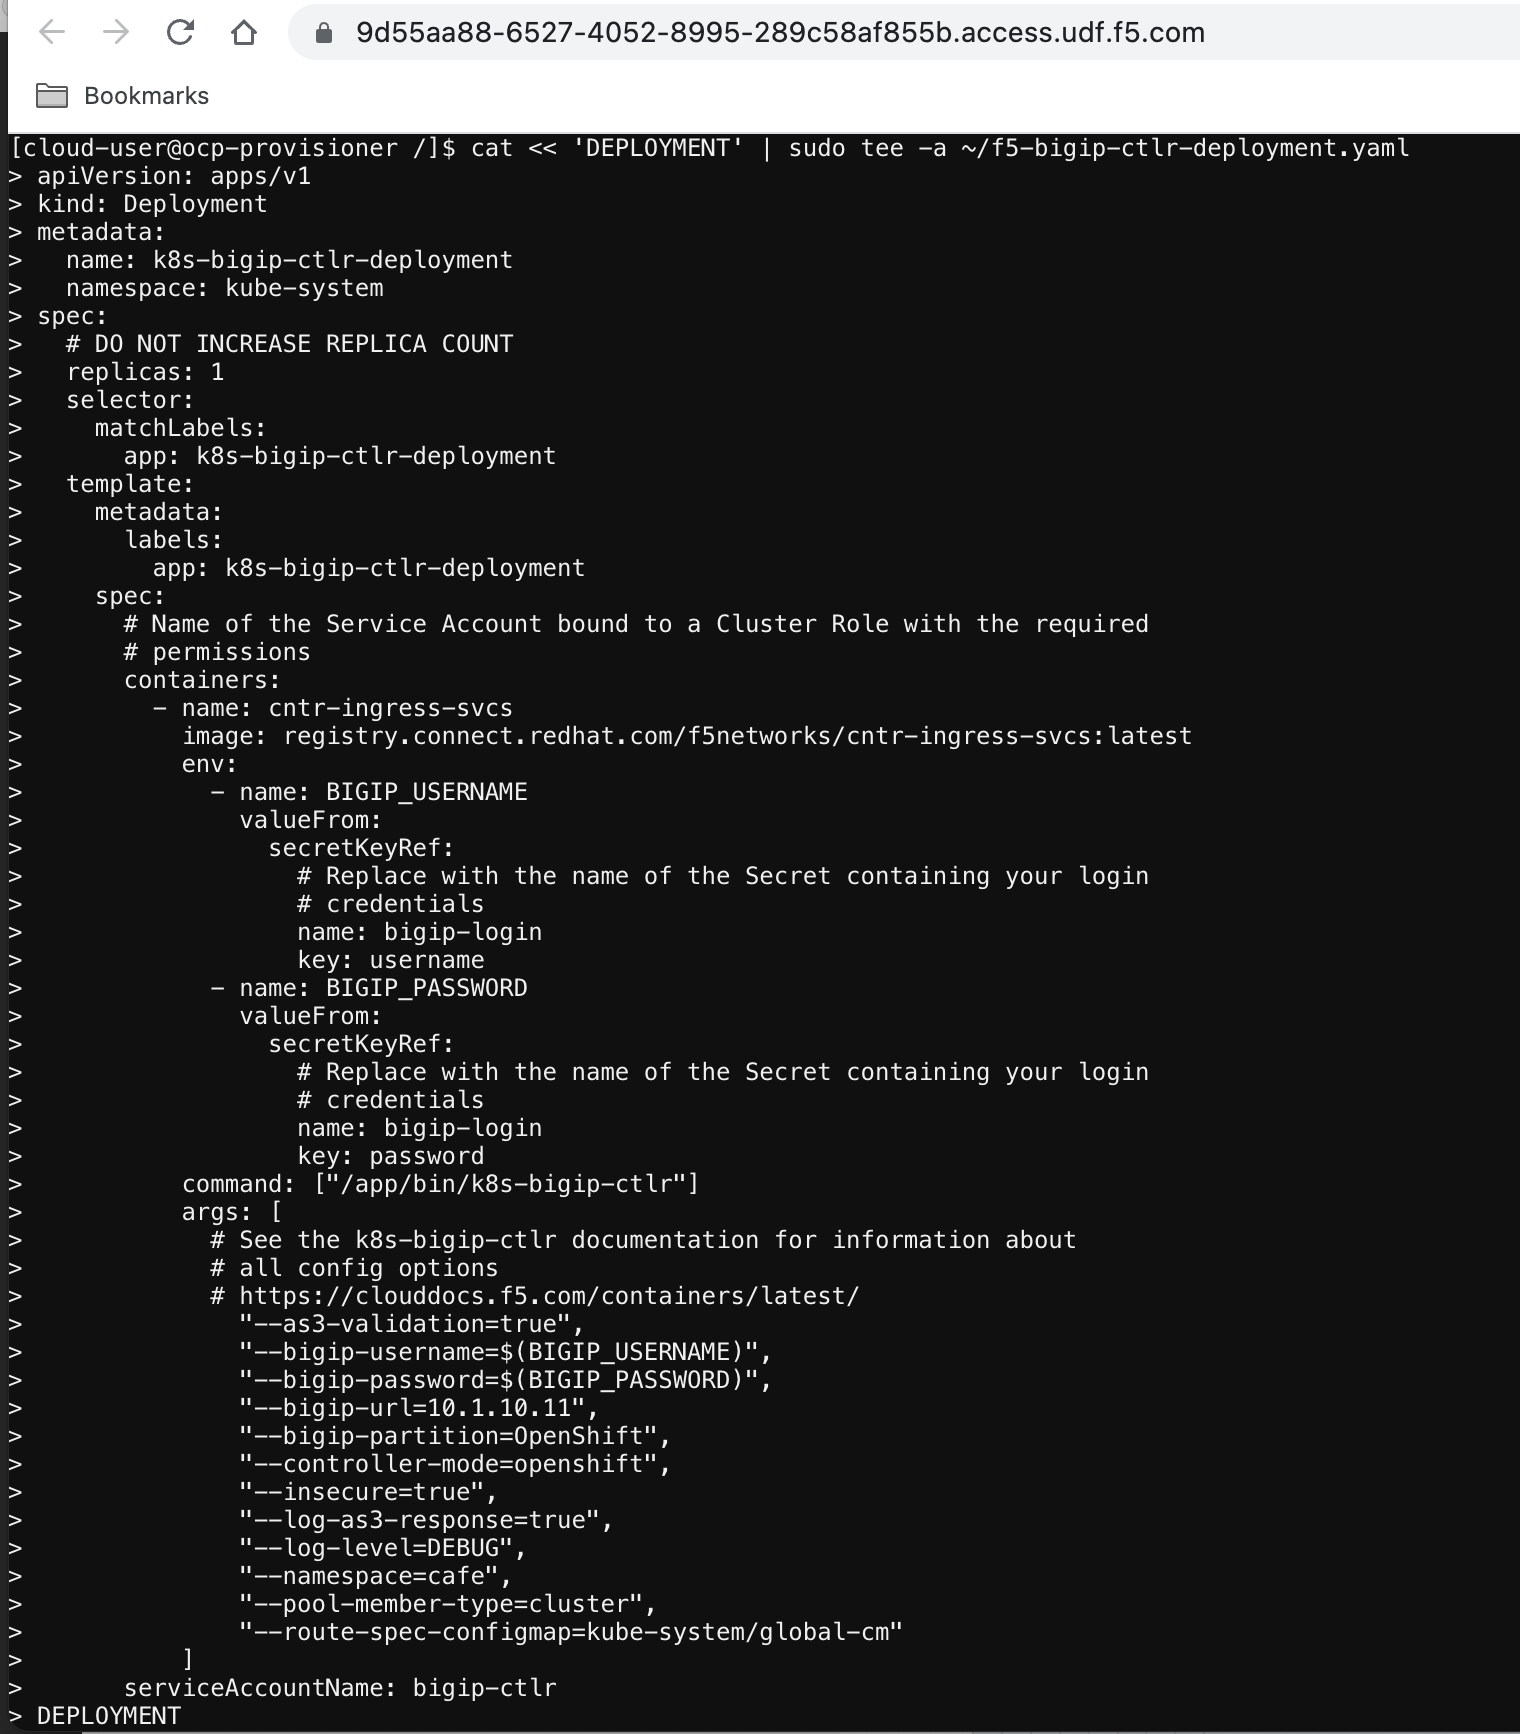 9d55aa88-6527-4052-8995-289c58af855b.access.udf.f5.com
Bookmarks
[cloud-user@ocp-provisioner /]$ cat << 'DEPLOYMENT' | sudo tee -a ~/f5-bigip-ctlr-deployment.yaml
> apiVersion: apps/v1
> kind: Deployment
> metadata:
>   name: k8s-bigip-ctlr-deployment
>   namespace: kube-system
> spec:
>   # DO NOT INCREASE REPLICA COUNT
>   replicas: 1
>   selector:
>     matchLabels:
>       app: k8s-bigip-ctlr-deployment
>   template:
>     metadata:
>       labels:
>         app: k8s-bigip-ctlr-deployment
>     spec:
>       # Name of the Service Account bound to a Cluster Role with the required
>       # permissions
>       containers:
>         - name: cntr-ingress-svcs
>           image: registry.connect.redhat.com/f5networks/cntr-ingress-svcs:latest
>           env:
>             - name: BIGIP_USERNAME
>               valueFrom:
>                 secretKeyRef:
>                   # Replace with the name of the Secret containing your login
>                   # credentials
>                   name: bigip-login
>                   key: username
>             - name: BIGIP_PASSWORD
>               valueFrom:
>                 secretKeyRef:
>                   # Replace with the name of the Secret containing your login
>                   # credentials
>                   name: bigip-login
>                   key: password
>           command: ["/app/bin/k8s-bigip-ctlr"]
>           args: [
>             # See the k8s-bigip-ctlr documentation for information about
>             # all config options
>             # https://clouddocs.f5.com/containers/latest/
>               "--as3-validation=true",
>               "--bigip-username=$(BIGIP_USERNAME)",
>               "--bigip-password=$(BIGIP_PASSWORD)",
>               "--bigip-url=10.1.10.11",
>               "--bigip-partition=OpenShift",
>               "--controller-mode=openshift",
>               "--insecure=true",
>               "--log-as3-response=true",
>               "--log-level=DEBUG",
>               "--namespace=cafe",
>               "--pool-member-type=cluster",
>               "--route-spec-configmap=kube-system/global-cm"
>           ]
>       serviceAccountName: bigip-ctlr
> DEPLOYMENT